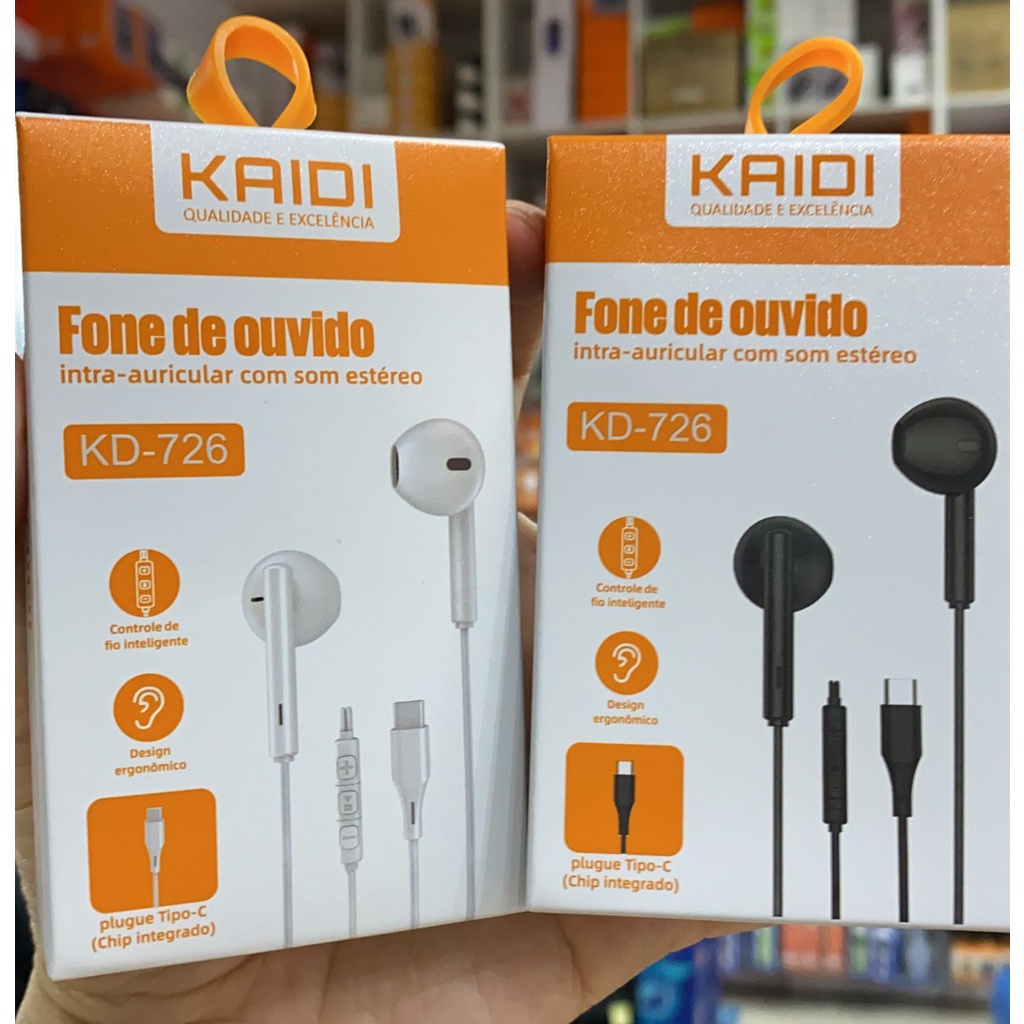 KAIDI
QUALIDADE E EXCELÊNCIA
Fone de ouvido
intra-auricular com som estéreo
KD-726
Controle de
fio inteligente
Design
ergonômico
plugue Tipo-C
(Chip integrado)
KAIDI
QUALIDADE E EXCELÊNCIA
Fone de ouvido
intra-auricular com som estéreo
KD-726
Controle de
fio inteligente
Design
ergonômico
plugue Tipo-C
(Chip integrado)